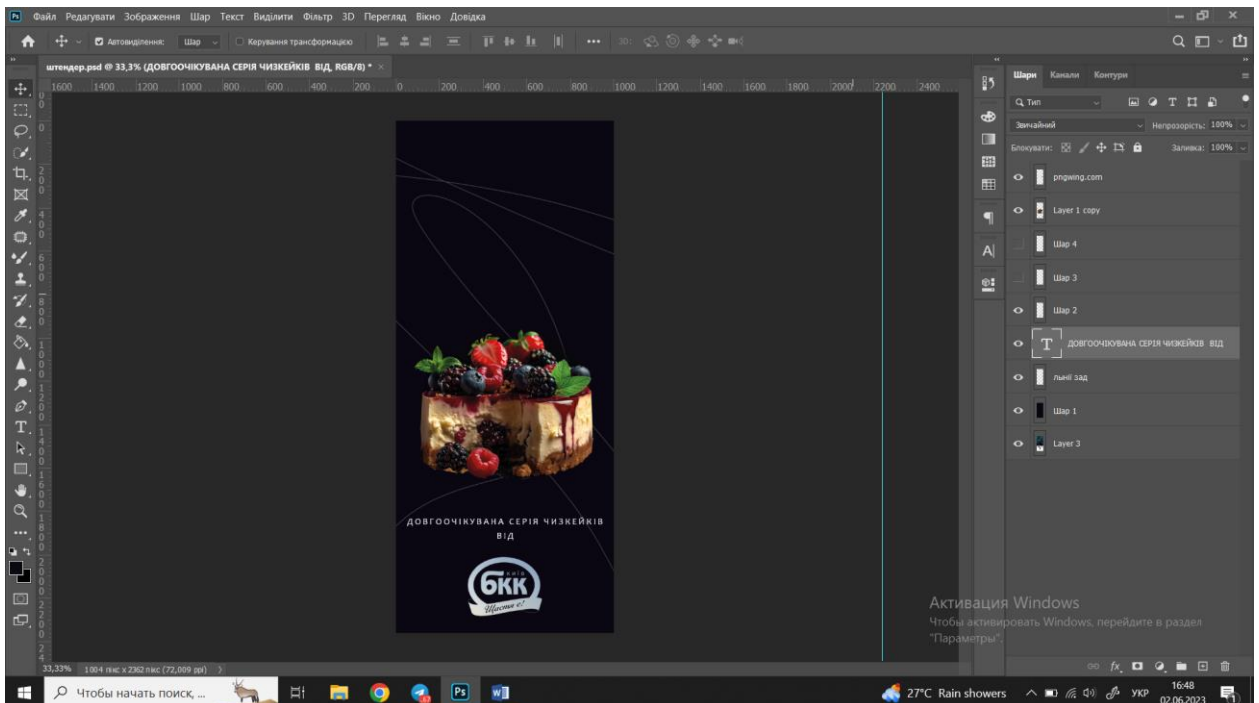 Ps Файл Редагувати Зображення Шар Текст Виділити Фільтр 3D Перегляд Вікно Довідка
Автовиділення: Шар Керування трансформацією 3D:
штендер.psd @ 33,3% (ДОВГООЧІКУВАНА СЕРІЯ ЧИЗКЕЙКІВ ВІД, RGB/8) *
1600 1400 1200 1000 800 600 400 200 0 200 400 600 800 1000 1200 1400 1600 1800 2000 2200 2400
Шари Канали Контури
Тип
Звичайний Непрозорість: 100%
Блокувати: Заливка: 100%
pngwing.com
Layer 1 copy
Шар 4
Шар 3
Шар 2
ДОВГООЧІКУВАНА СЕРІЯ ЧИЗКЕЙКІВ ВІД
льнії зад
Шар 1
Layer 3
ДОВГООЧІКУВАНА СЕРІЯ ЧИЗКЕЙКІВ
ВІД
КИЇВ
БКК
Щастя є!
Активация Windows
Чтобы активировать Windows, перейдите в раздел
"Параметры".
33,33% 1004 пікс x 2362 пікс (72,009 ppi)
Чтобы начать поиск, ...
Ps
27°C Rain showers
УКР
16:48
02.06.2023